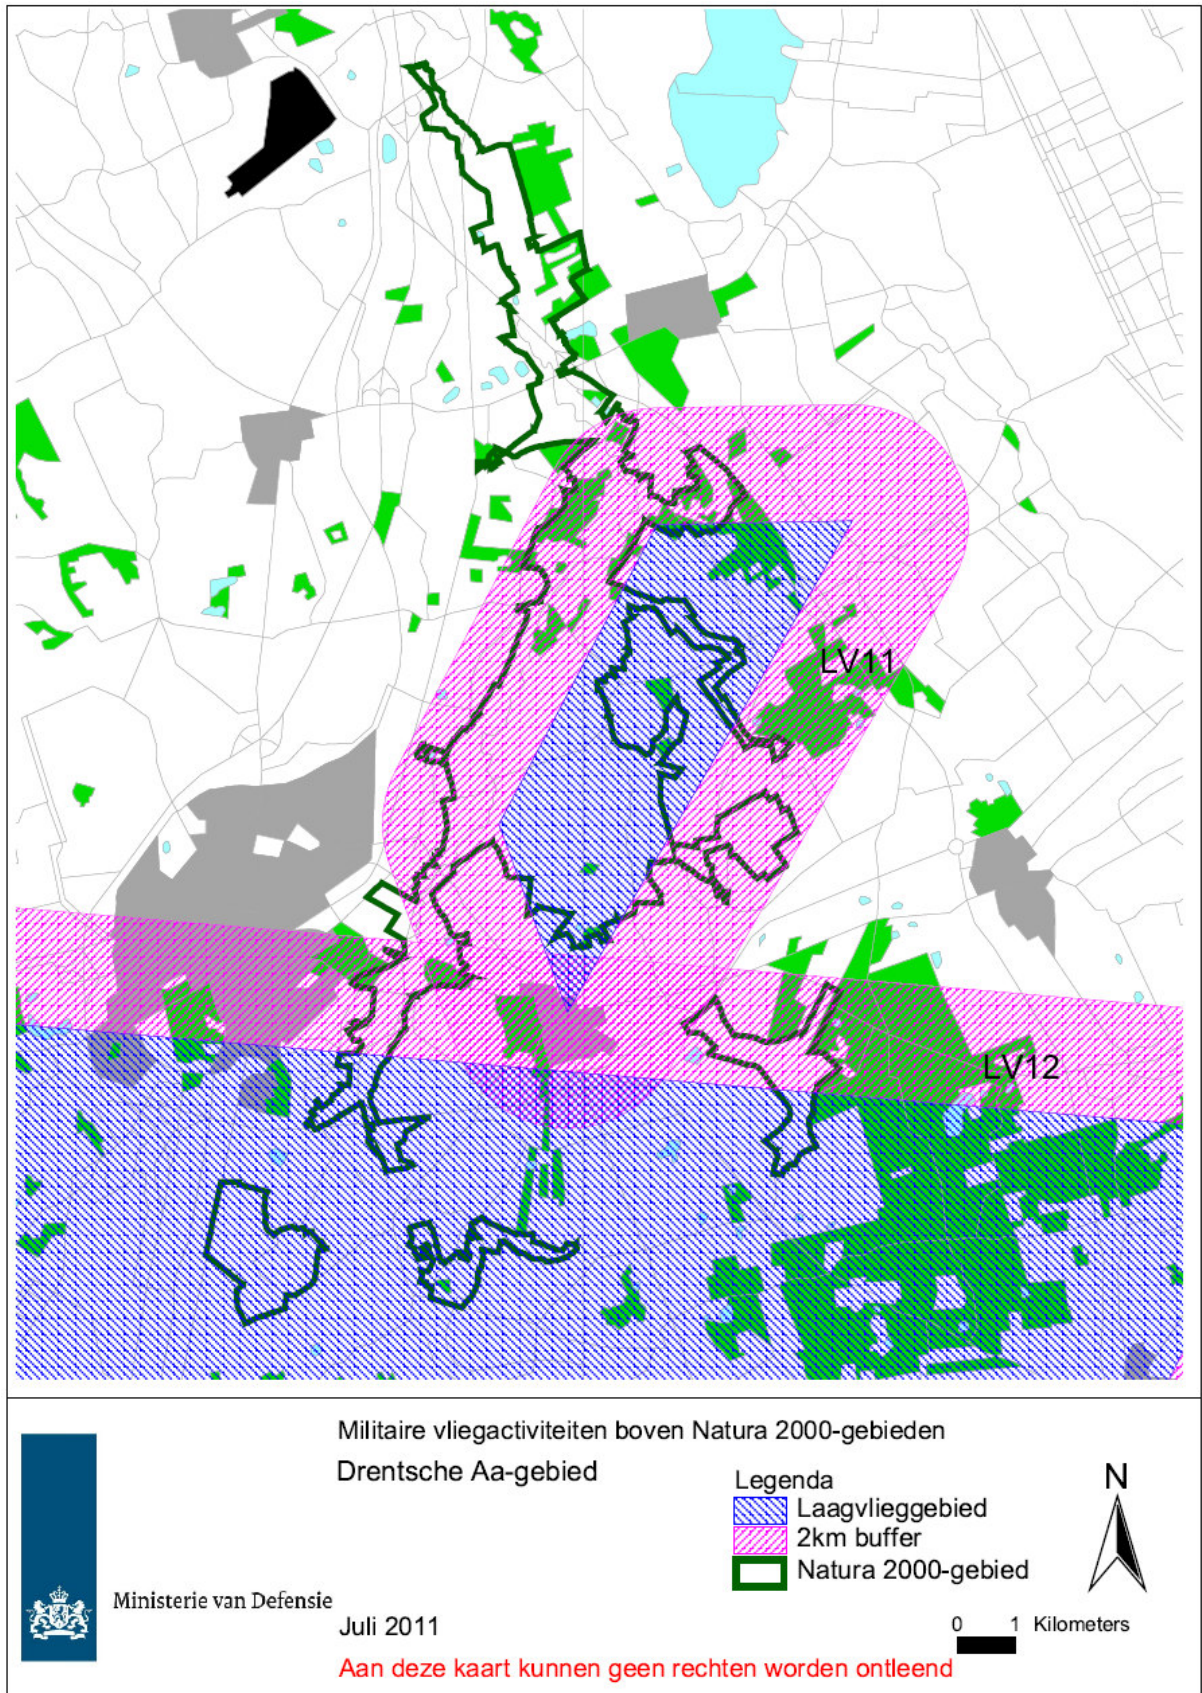 LV11
LV12
Militaire vliegactiviteiten boven Natura 2000-gebieden
Drentsche Aa-gebied
Legenda
Laagvlieggebied
2km buffer
Natura 2000-gebied
N
Ministerie van Defensie
Juli 2011
0 1 Kilometers
Aan deze kaart kunnen geen rechten worden ontleend